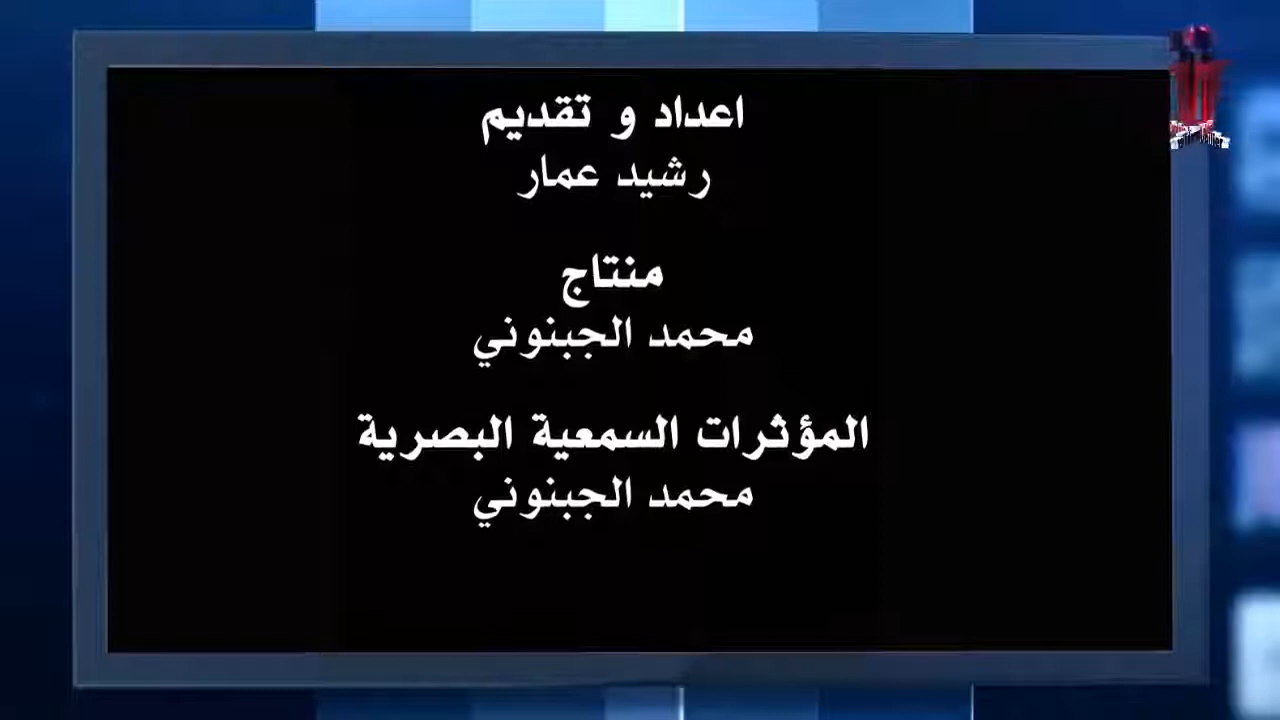 اعداد و تقديم
رشيد عمار
منتاج
محمد الجبنوني
المؤثرات السمعية البصرية
محمد الجبنوني